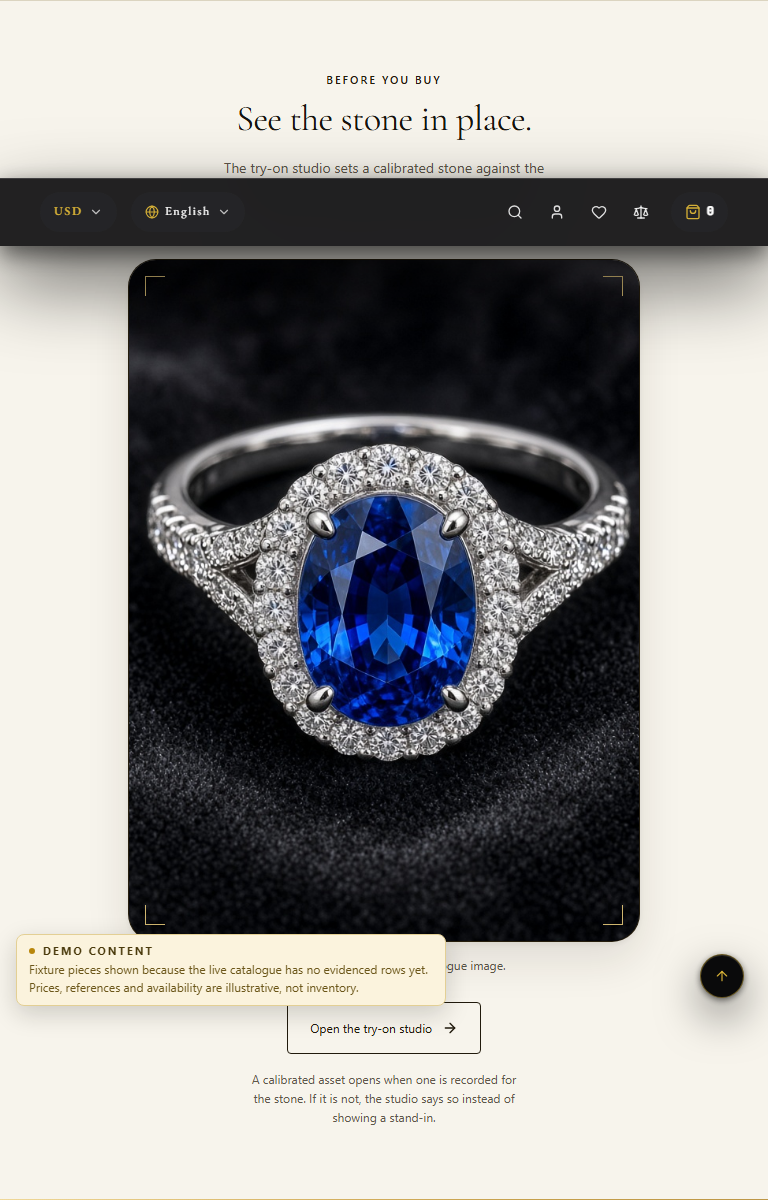 BEFORE YOU BUY
See the stone in place.
The try-on studio sets a calibrated stone against the
USD
English
0
DEMO CONTENT
Fixture pieces shown because the live catalogue has no evidenced rows yet.
Prices, references and availability are illustrative, not inventory.
image.
Open the try-on studio
A calibrated asset opens when one is recorded for
the stone. If it is not, the studio says so instead of
showing a stand-in.